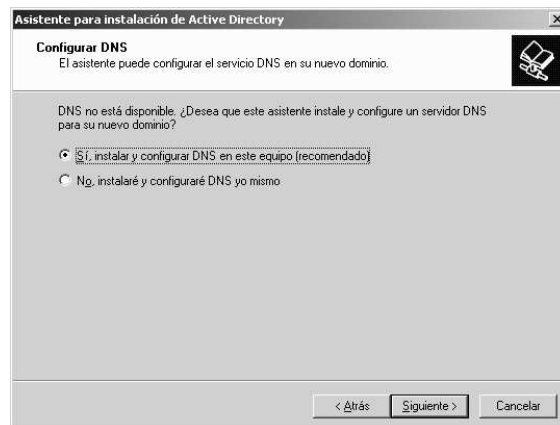 Asistente para instalación de Active Directory
Configurar DNS
El asistente puede configurar el servicio DNS en su nuevo dominio.
DNS no está disponible. ¿Desea que este asistente instale y configure un servidor DNS
para su nuevo dominio?
Sí, instalar y configurar DNS en este equipo (recomendado)
No, instalaré y configuraré DNS yo mismo
< Atrás Siguiente > Cancelar